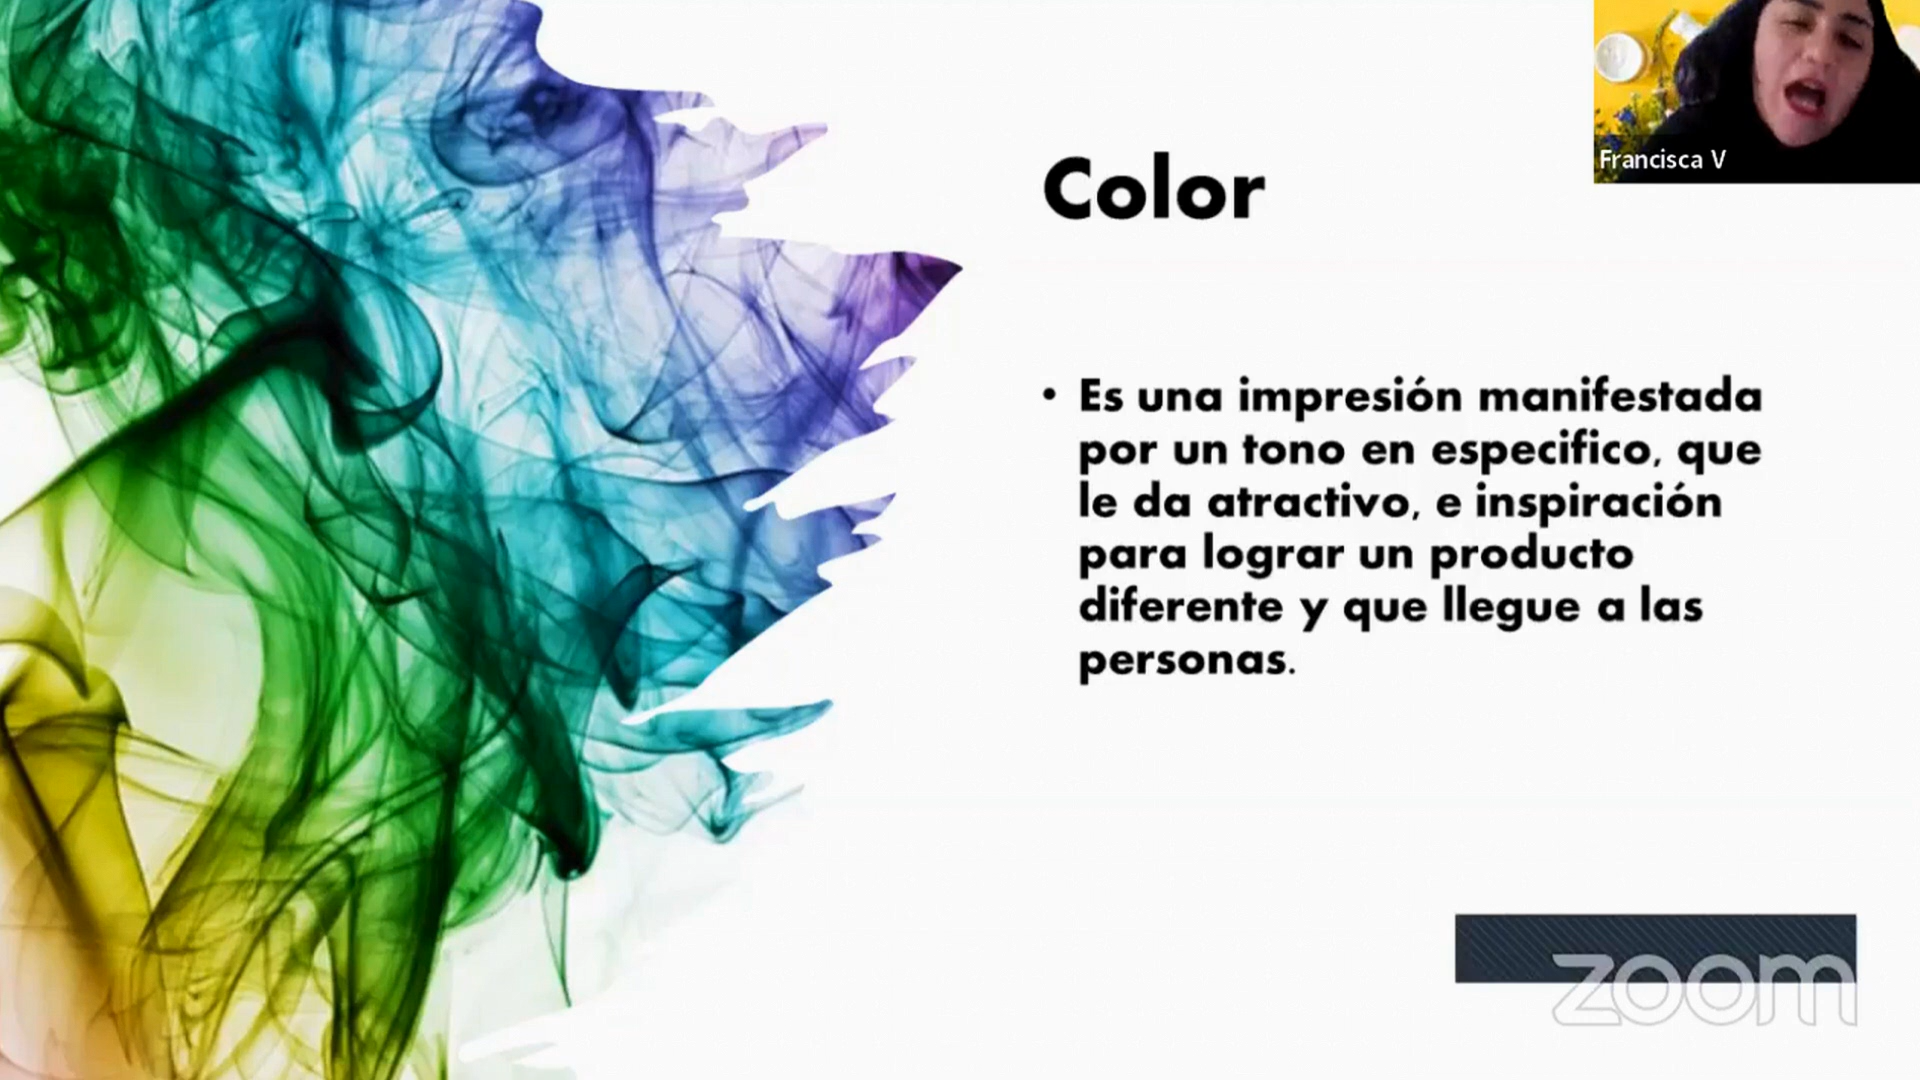 Francisca V
Color
• Es una impresión manifestada
por un tono en especifico, que
le da atractivo, e inspiración
para lograr un producto
diferente y que llegue a las
personas.
zoom